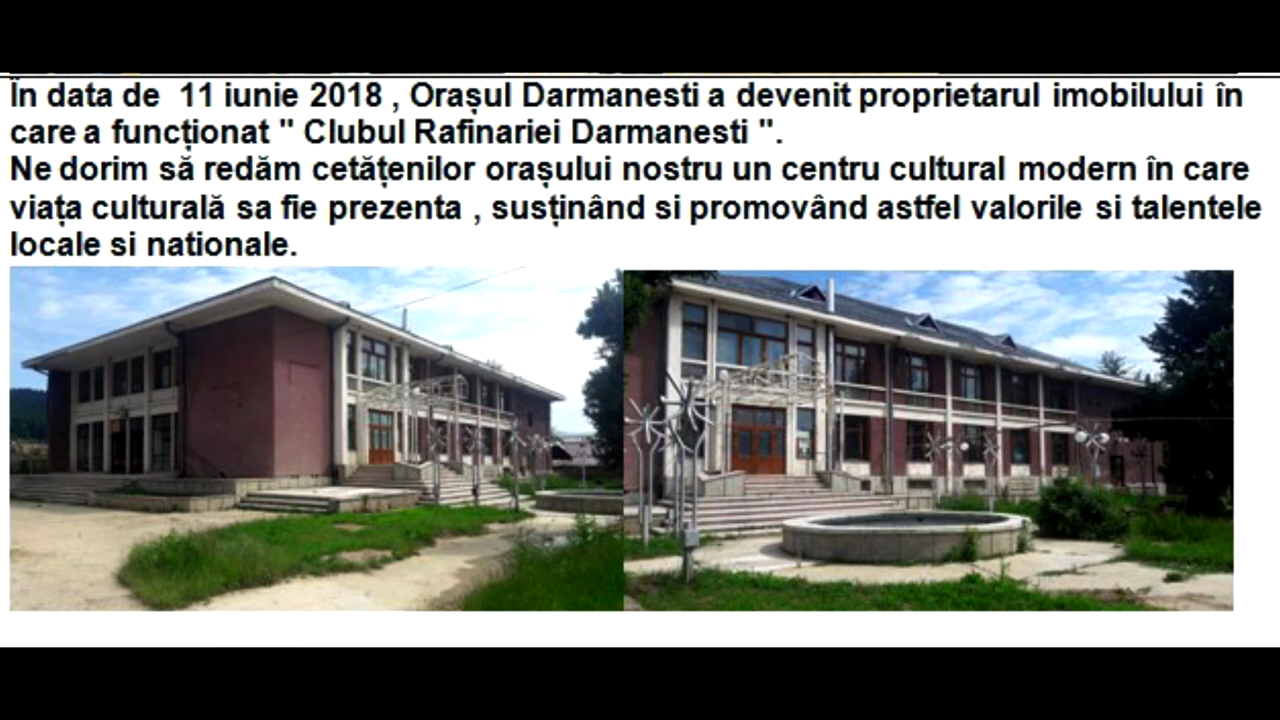 În data de 11 iunie 2018 , Orașul Darmanesti a devenit proprietarul imobilului în
care a funcționat " Clubul Rafinariei Darmanesti ".
Ne dorim să redăm cetățenilor orașului nostru un centru cultural modern în care
viața culturală sa fie prezenta , susținând si promovând astfel valorile si talentele
locale si nationale.